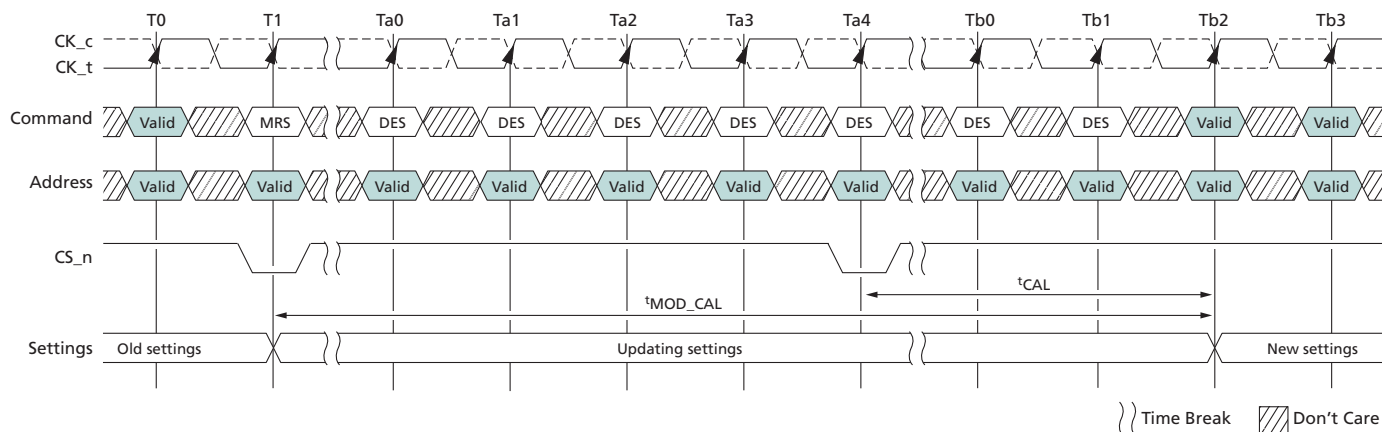 T0 T1 Ta0 Ta1 Ta2 Ta3 Ta4 Tb0 Tb1 Tb2 Tb3
CK_c
CK_t
Command Valid MRS DES DES DES DES DES DES DES Valid Valid
Address Valid Valid Valid Valid Valid Valid Valid Valid Valid Valid Valid
CS_n
tCAL
tMOD_CAL
Settings Old settings Updating settings New settings
Time Break Don't Care